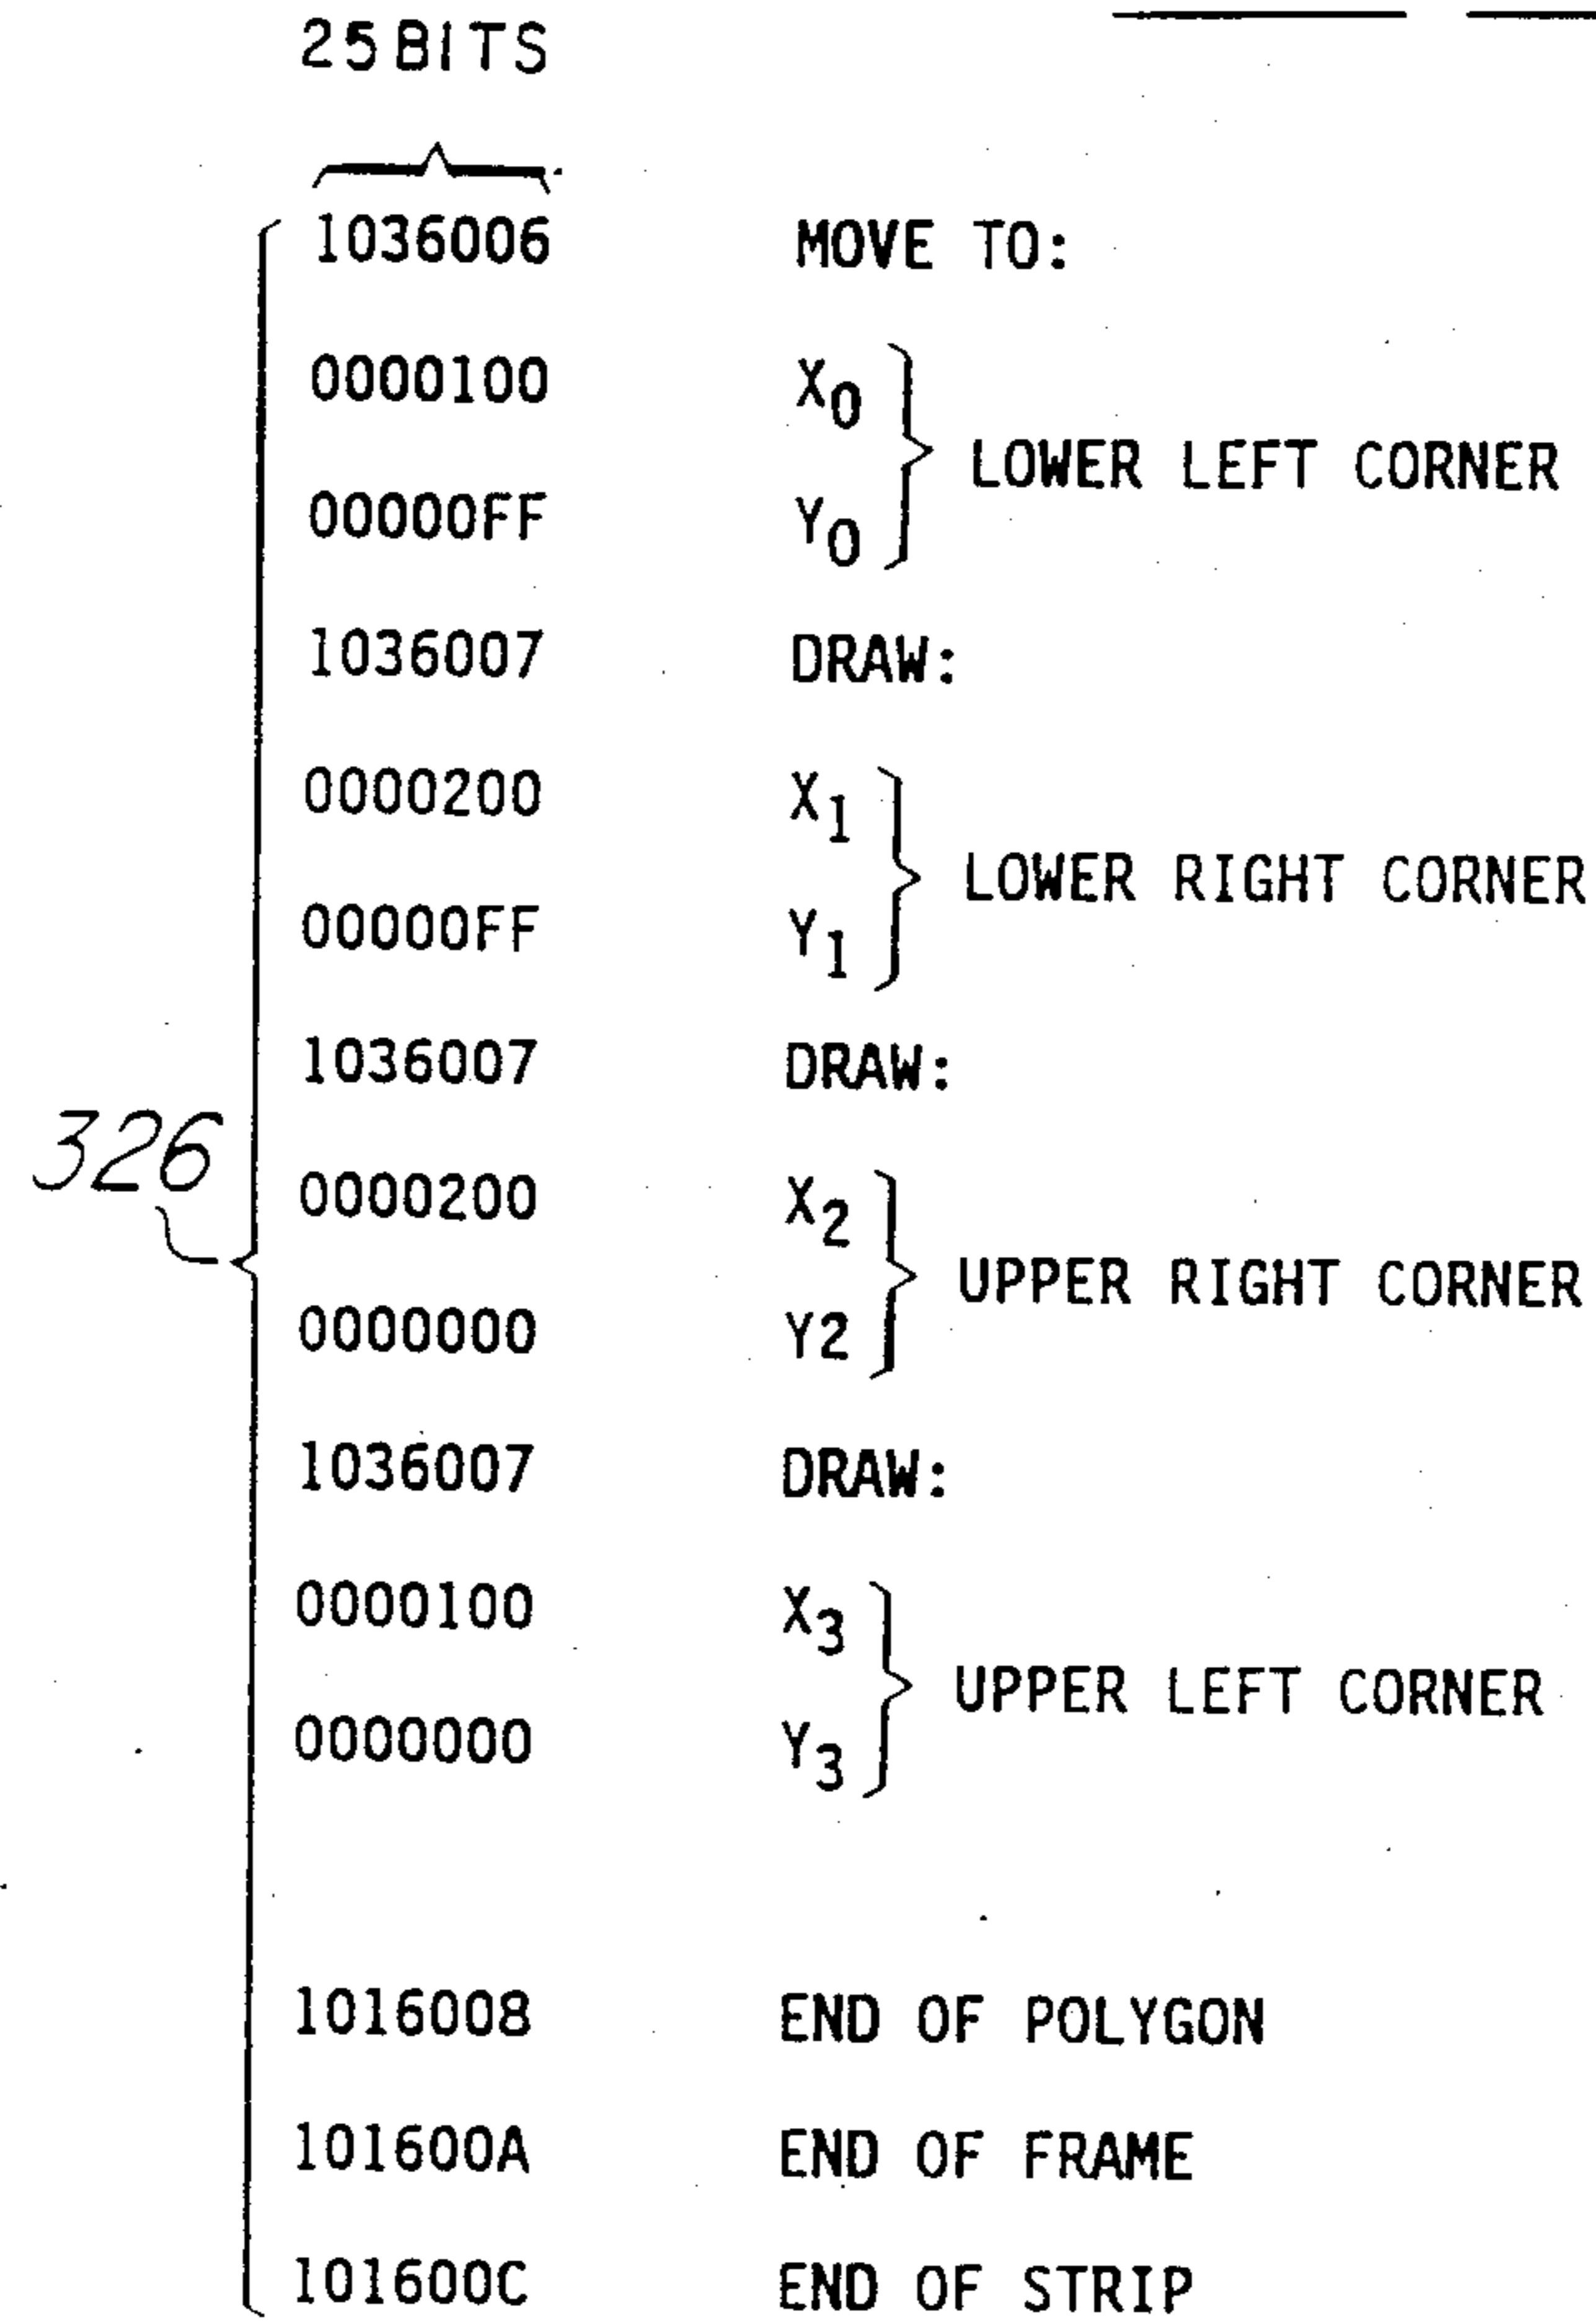 25 BITS
1036006 MOVE TO:
0000100 X0
LOWER LEFT CORNER
00000FF Y0
1036007 DRAW:
0000200 X1
LOWER RIGHT CORNER
00000FF Y1
1036007 DRAW:
326
0000200 X2
UPPER RIGHT CORNER
0000000 Y2
1036007 DRAW:
0000100 X3
UPPER LEFT CORNER
0000000 Y3
1016008 END OF POLYGON
101600A END OF FRAME
101600C END OF STRIP